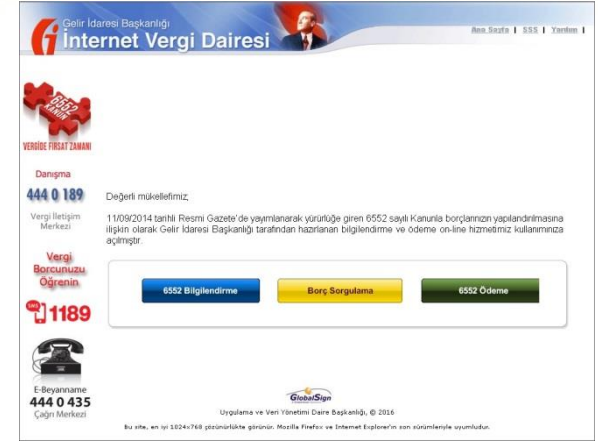 Gelir İdaresi Başkanlığı
İnternet Vergi Dairesi
Ana Sayfa | SSS | Yardım |
6552
KANUN
VERGİDE FIRSAT ZAMANI
Danışma
444 0 189
Vergi İletişim
Merkezi
Vergi
Borcunuzu
Öğrenin
SMS
1189
E-Beyanname
444 0 435
Çağrı Merkezi
Değerli mükellefimiz,
11/09/2014 tarihli Resmi Gazete'de yayımlanarak yürürlüğe giren 6552 sayılı Kanunla borçlarınızın yapılandırılmasına
ilişkin olarak Gelir İdaresi Başkanlığı tarafından hazırlanan bilgilendirme ve ödeme on-line hizmetimiz kullanımınıza
açılmıştır.
6552 Bilgilendirme
Borç Sorgulama
6552 Ödeme
GlobalSign
Uygulama ve Veri Yönetimi Daire Başkanlığı, © 2016
Bu site, en iyi 1024x768 çözünürlükte görünür. Mozilla Firefox ve Internet Explorer'ın son sürümleriyle uyumludur.